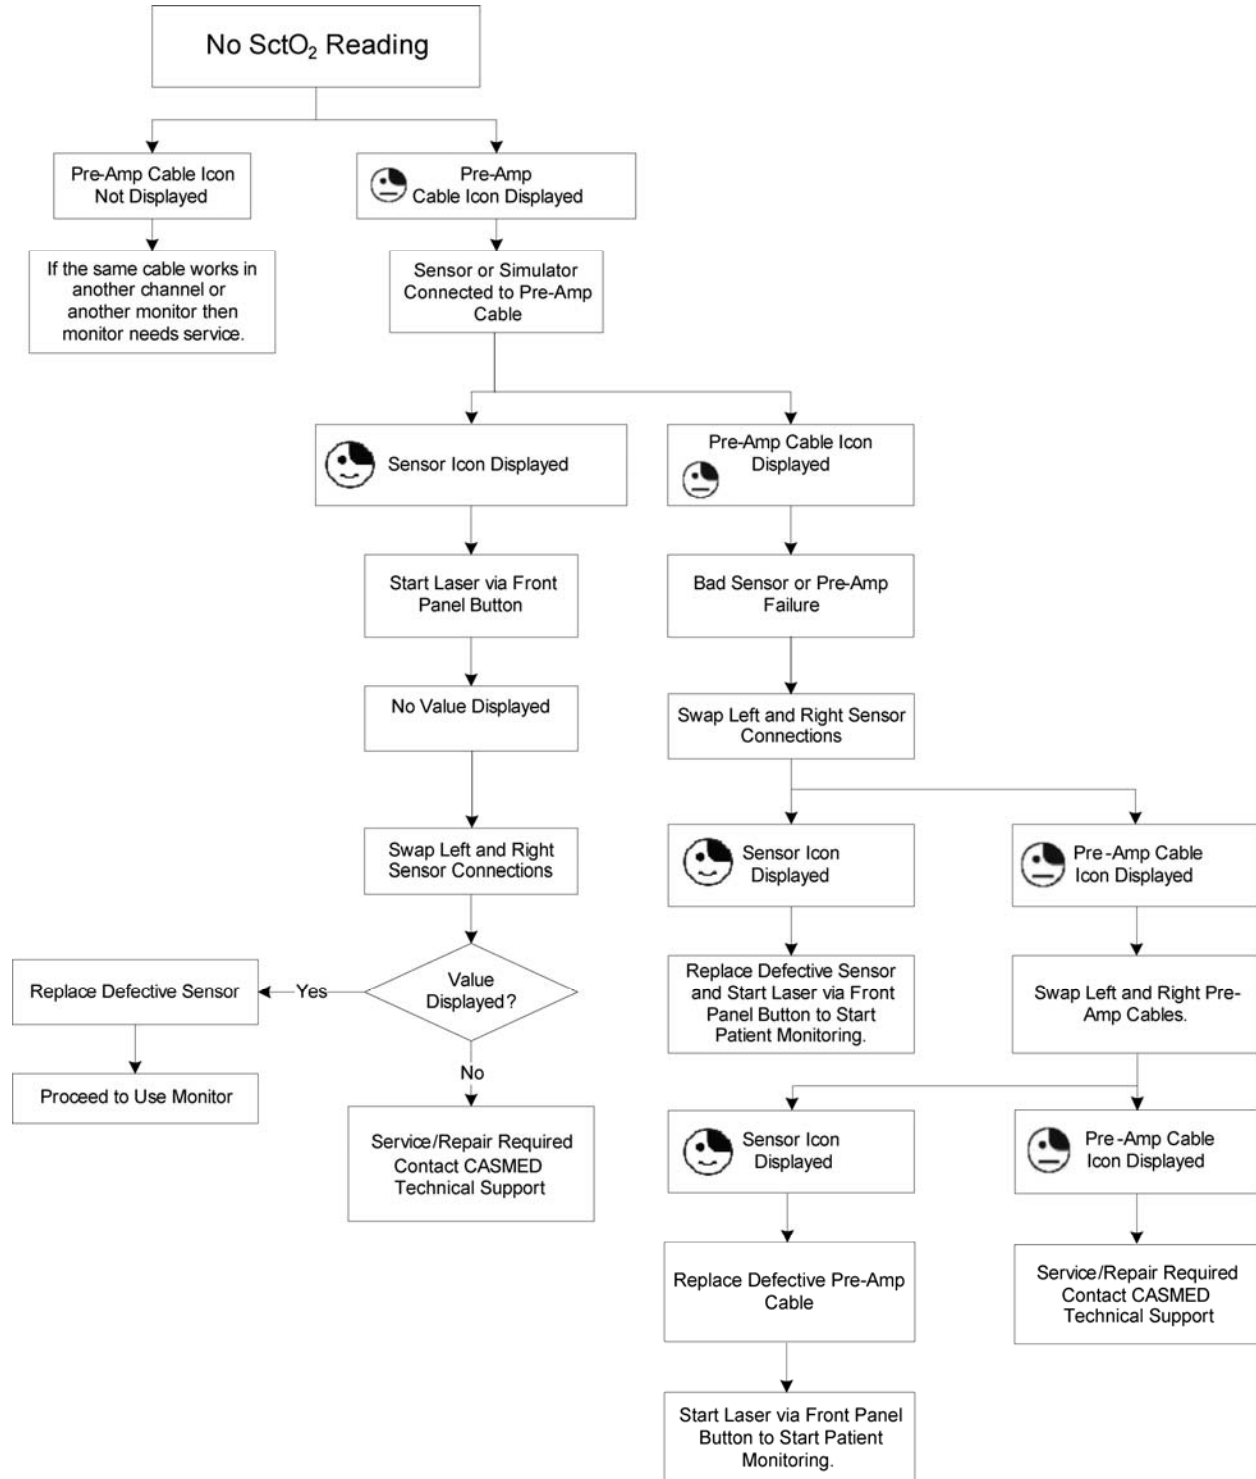 No SctO₂ Reading
Pre-Amp Cable Icon
Not Displayed
Pre-Amp
Cable Icon Displayed
If the same cable works in
another channel or
another monitor then
monitor needs service.
Sensor or Simulator
Connected to Pre-Amp
Cable
Sensor Icon Displayed
Pre-Amp Cable Icon
Displayed
Start Laser via Front
Panel Button
Bad Sensor or Pre-Amp
Failure
No Value Displayed
Swap Left and Right Sensor
Connections
Swap Left and Right
Sensor Connections
Sensor Icon
Displayed
Pre-Amp Cable
Icon Displayed
Value
Displayed?
Yes
Replace Defective Sensor
Proceed to Use Monitor
No
Service/Repair Required
Contact CASMED
Technical Support
Replace Defective Sensor
and Start Laser via Front
Panel Button to Start
Patient Monitoring.
Swap Left and Right Pre-
Amp Cables.
Sensor Icon
Displayed
Pre-Amp Cable
Icon Displayed
Replace Defective Pre-Amp
Cable
Service/Repair Required
Contact CASMED
Technical Support
Start Laser via Front Panel
Button to Start Patient
Monitoring.